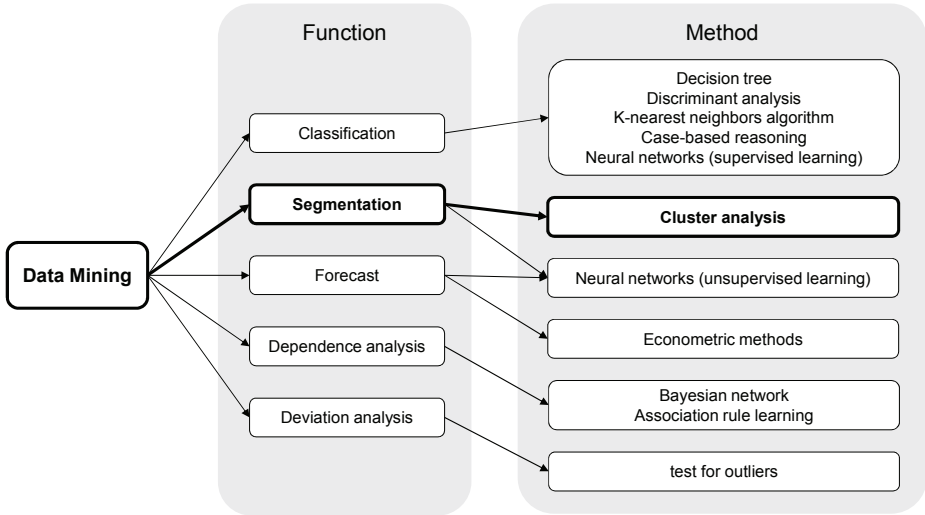 Function
Method
Decision tree
Discriminant analysis
K-nearest neighbors algorithm
Case-based reasoning
Neural networks (supervised learning)
Classification
Segmentation
Cluster analysis
Data Mining
Forecast
Neural networks (unsupervised learning)
Dependence analysis
Econometric methods
Deviation analysis
Bayesian network
Association rule learning
test for outliers